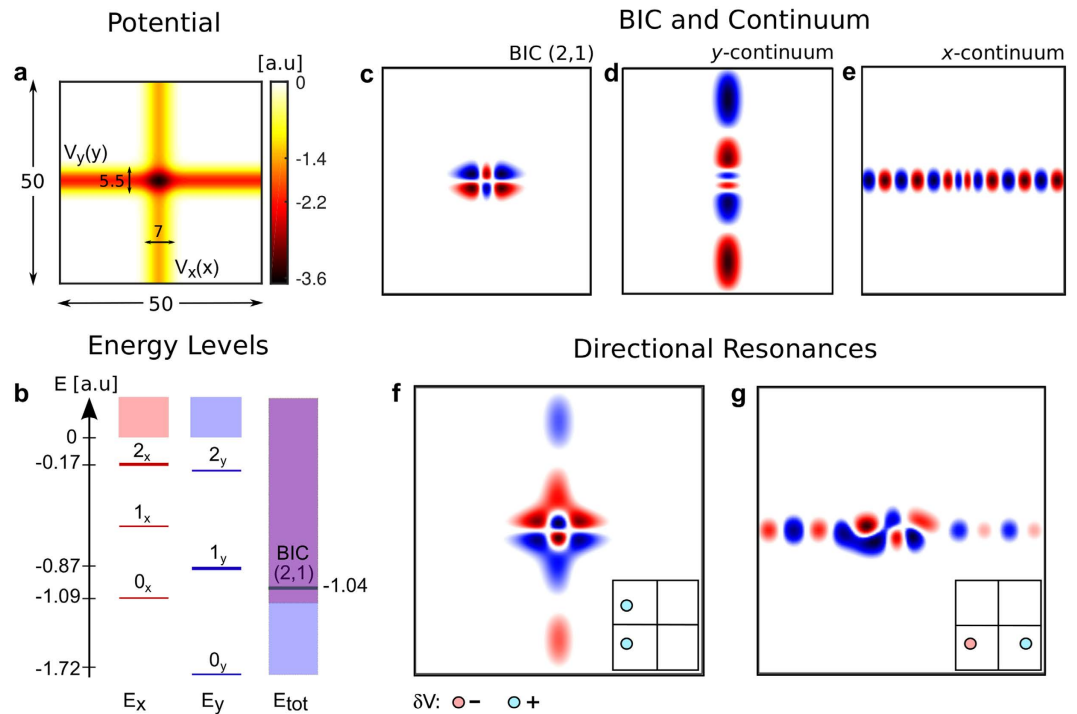 Potential
BIC and Continuum
a
[a.u]
0
-1.4
-2.2
-3.6
V_y(y)
5.5
50
7
V_x(x)
50
c
BIC (2,1)
d
y-continuum
e
x-continuum
Energy Levels
Directional Resonances
b
E [a.u]
0
-0.17
-0.87
-1.09
-1.72
2_x
1_x
0_x
2_y
1_y
0_y
BIC
(2,1)
-1.04
E_x
E_y
E_tot
f
g
δV: - +